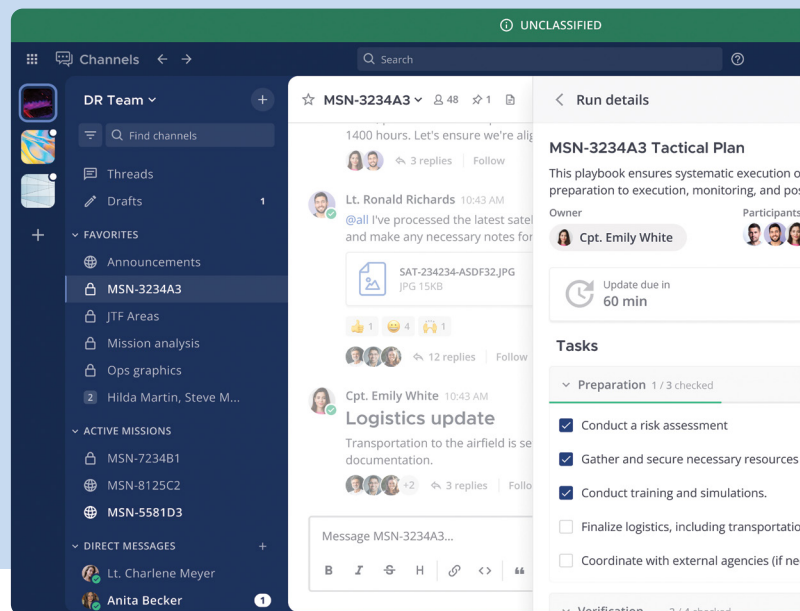 UNCLASSIFIED
Channels
Search
DR Team
Find channels
Threads
Drafts 1
FAVORITES
Announcements
MSN-3234A3
JTF Areas
Mission analysis
Ops graphics
2 Hilda Martin, Steve M...
ACTIVE MISSIONS
MSN-7234B1
MSN-8125C2
MSN-5581D3
DIRECT MESSAGES
Lt. Charlene Meyer
Anita Becker 1
MSN-3234A3 48 1
1400 hours. Let's ensure we're alig
3 replies Follow
Lt. Ronald Richards 10:43 AM
@all I've processed the latest satel
and make any necessary notes for
SAT-234234-ASDF32.JPG
JPG 15KB
1 4 1
12 replies Follow
Cpt. Emily White 10:43 AM
Logistics update
Transportation to the airfield is se
documentation.
+2 3 replies Follo
Message MSN-3234A3...
B I S H
Run details
MSN-3234A3 Tactical Plan
This playbook ensures systematic execution o
preparation to execution, monitoring, and pos
Owner Participants
Cpt. Emily White
Update due in
60 min
Tasks
Preparation 1 / 3 checked
Conduct a risk assessment
Gather and secure necessary resources
Conduct training and simulations.
Finalize logistics, including transportatio
Coordinate with external agencies (if ne
Verification